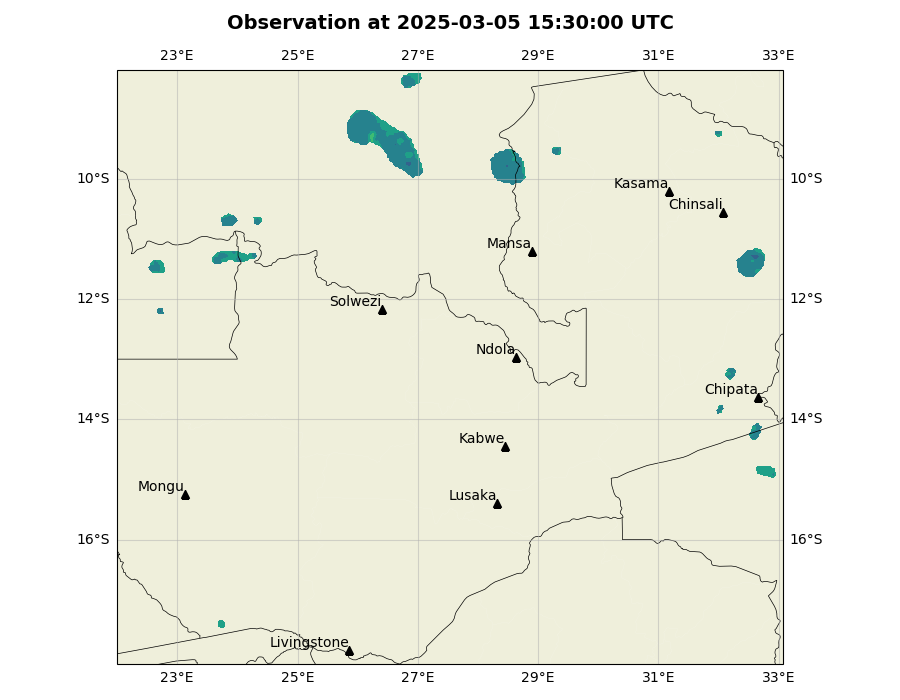 Observation at 2025-03-05 15:30:00 UTC
23°E 25°E 27°E 29°E 31°E 33°E
10°S 10°S
Kasama
Chinsali
Mansa
12°S 12°S
Solwezi
Ndola
Chipata
14°S 14°S
Kabwe
Mongu
Lusaka
16°S 16°S
Livingstone
23°E 25°E 27°E 29°E 31°E 33°E